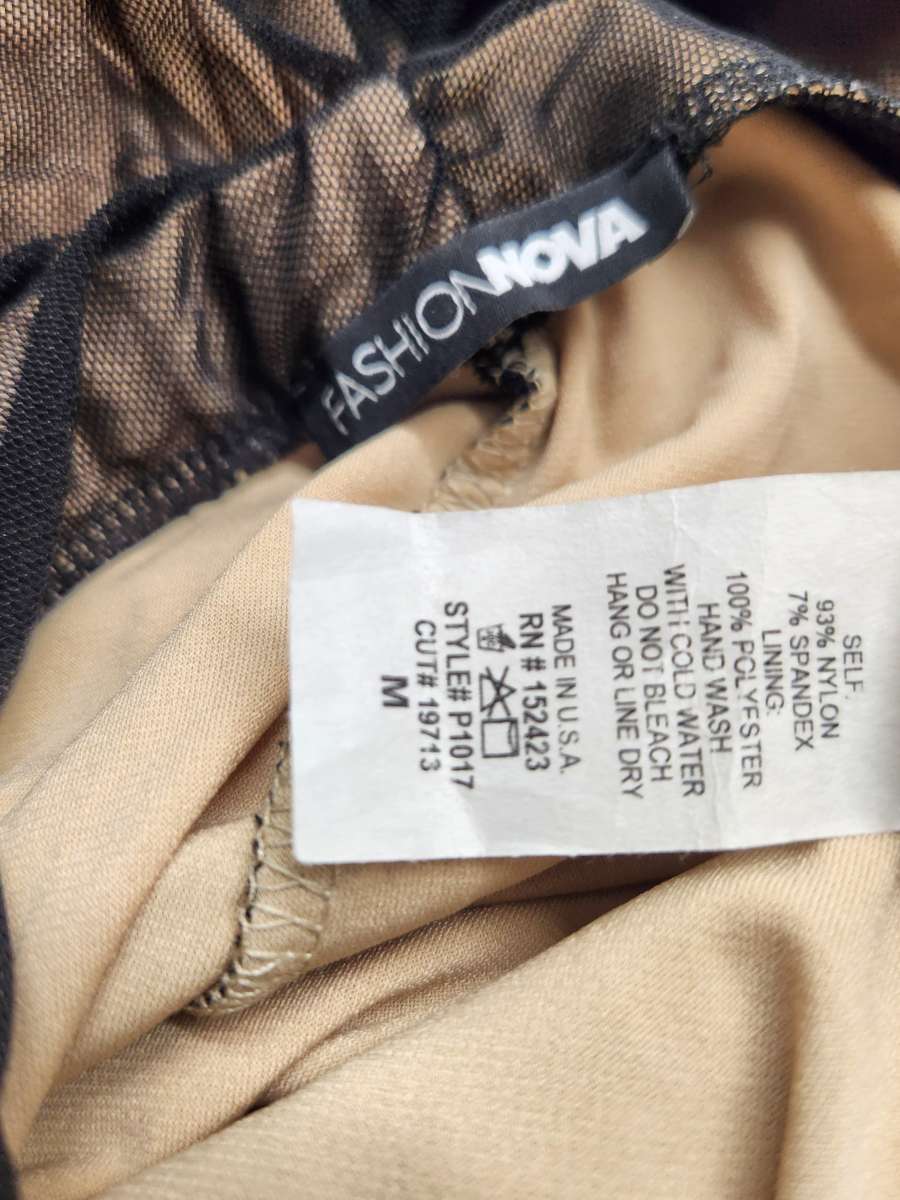 FASHIONNOVA
SELF:
93% NYLON
7% SPANDEX
LINING:
100% POLYESTER
HAND WASH
WITH COLD WATER
DO NOT BLEACH
HANG OR LINE DRY
MADE IN U.S.A.
RN # 152423
STYLE# P1017
CUT# 19713
M